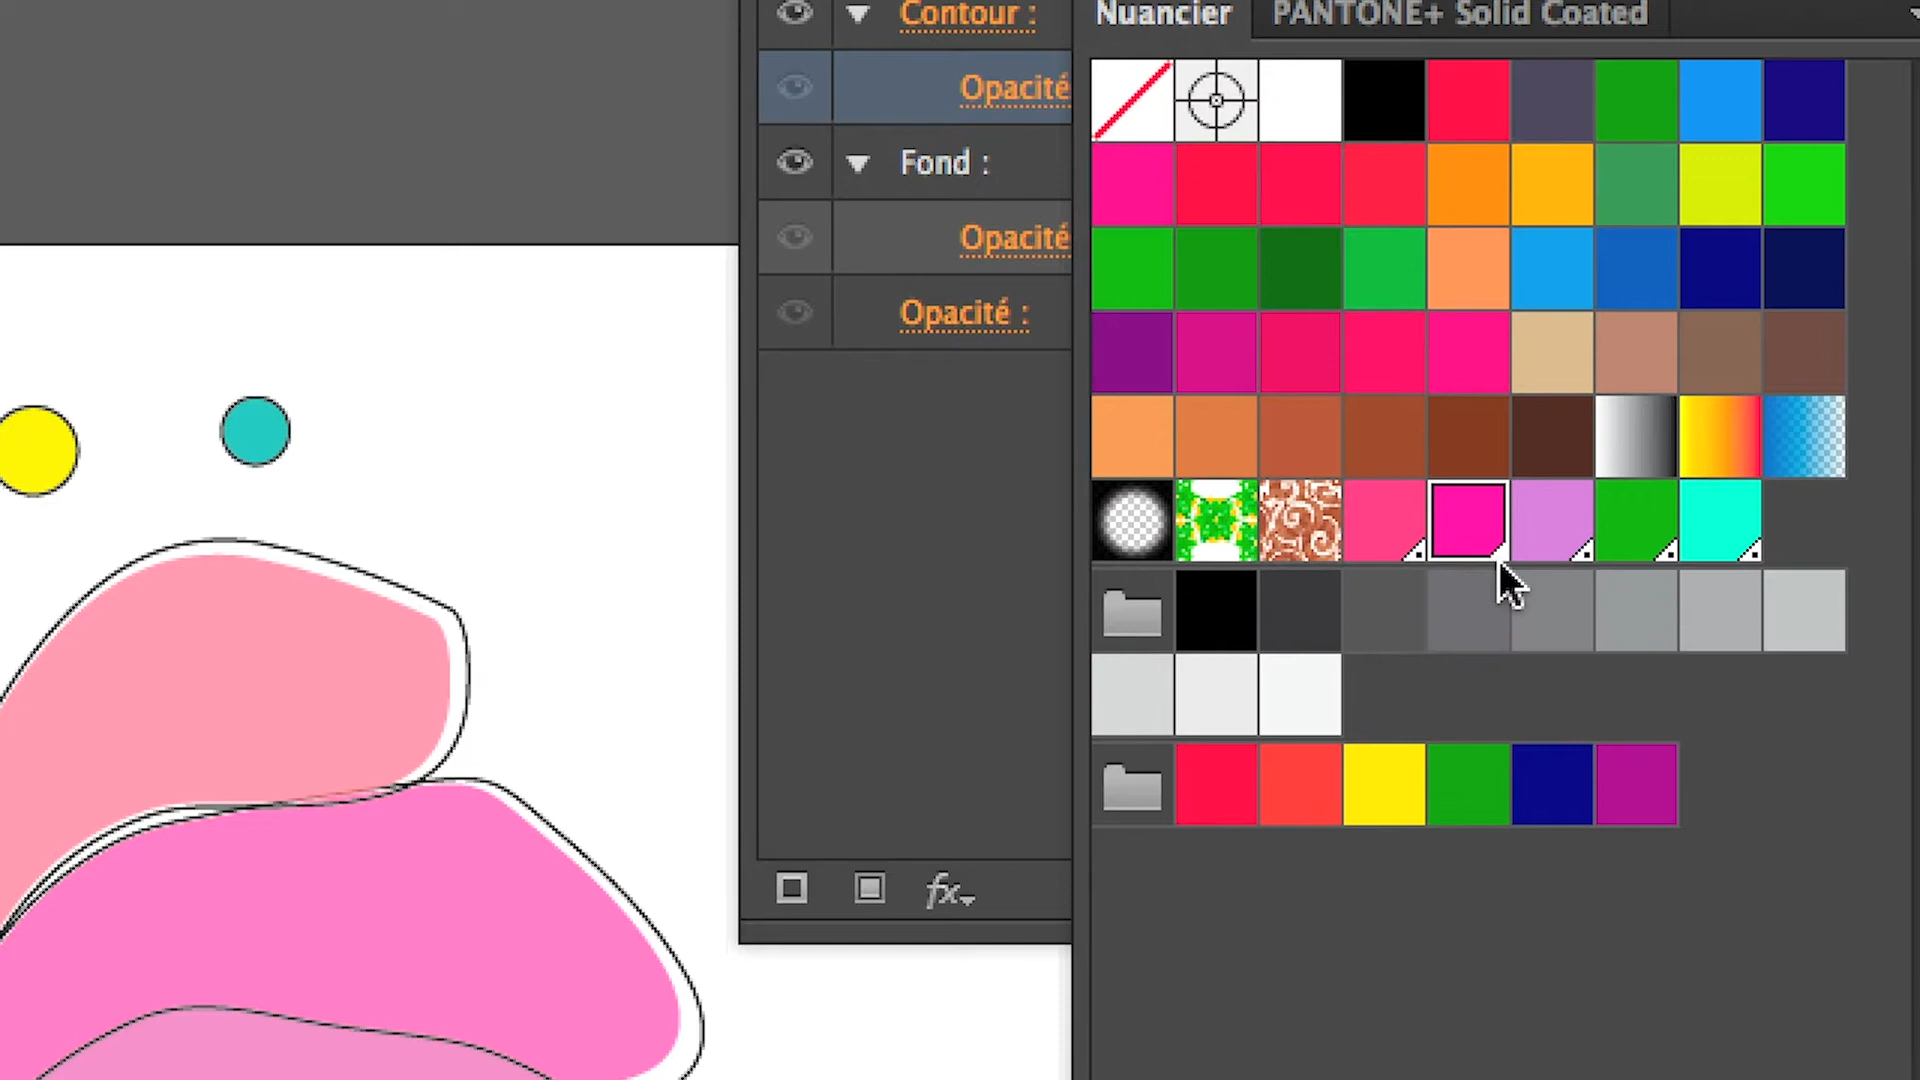 Contour :
Opacité
Fond :
Opacité
Opacité :
fx
Nuancier
PANTONE+ Solid Coated